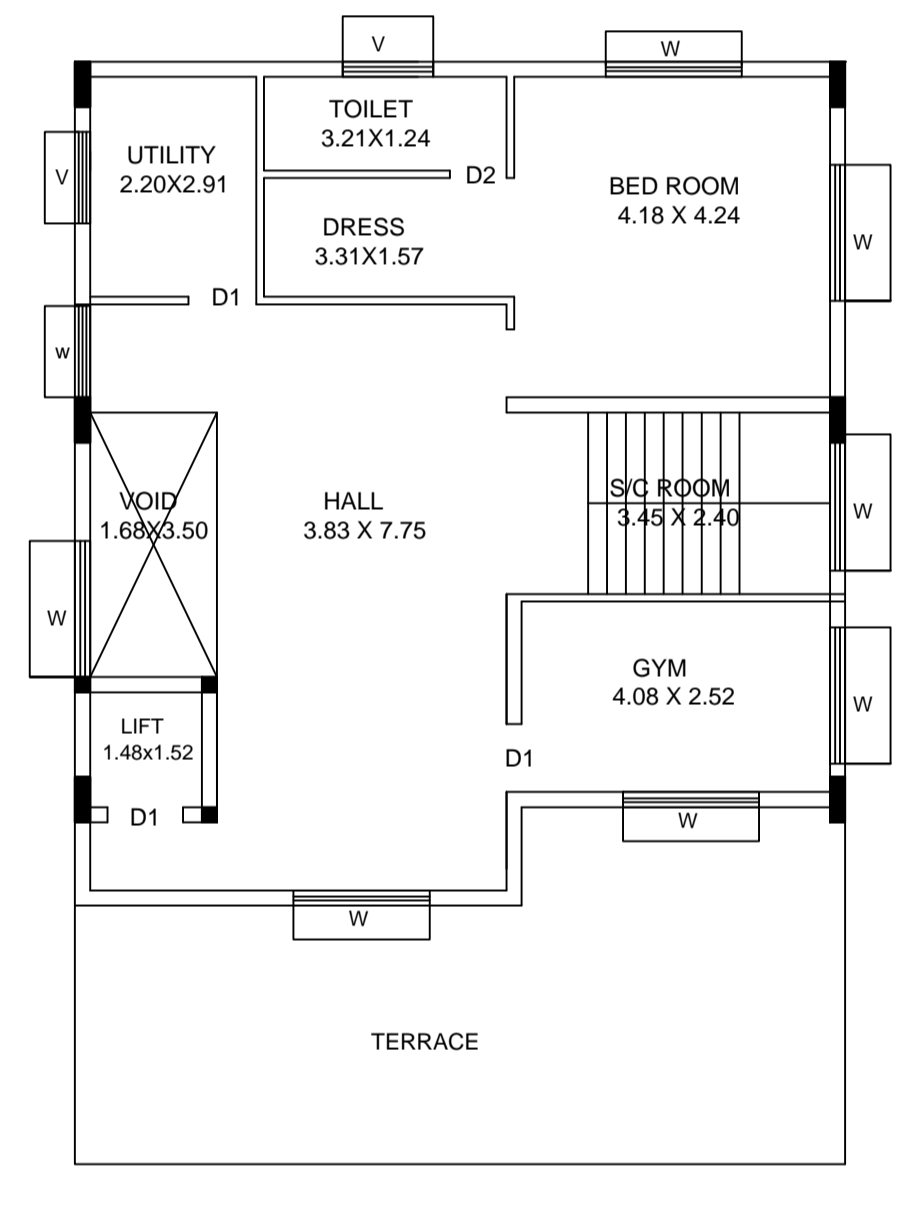 V
W
TOILET
3.21X1.24
UTILITY
2.20X2.91
V
D2
BED ROOM
4.18 X 4.24
DRESS
3.31X1.57
W
D1
w
VOID
1.68X3.50
HALL
3.83 X 7.75
S/C ROOM
3.45 X 2.40
W
W
GYM
4.08 X 2.52
W
LIFT
1.48x1.52
D1
D1
W
W
TERRACE